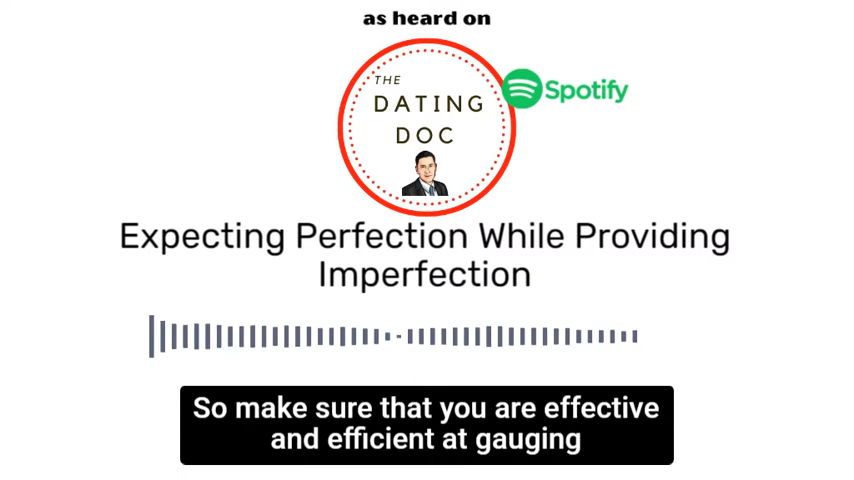 as heard on
THE
DATING
DOC
Spotify
Expecting Perfection While Providing
Imperfection
So make sure that you are effective
and efficient at gauging